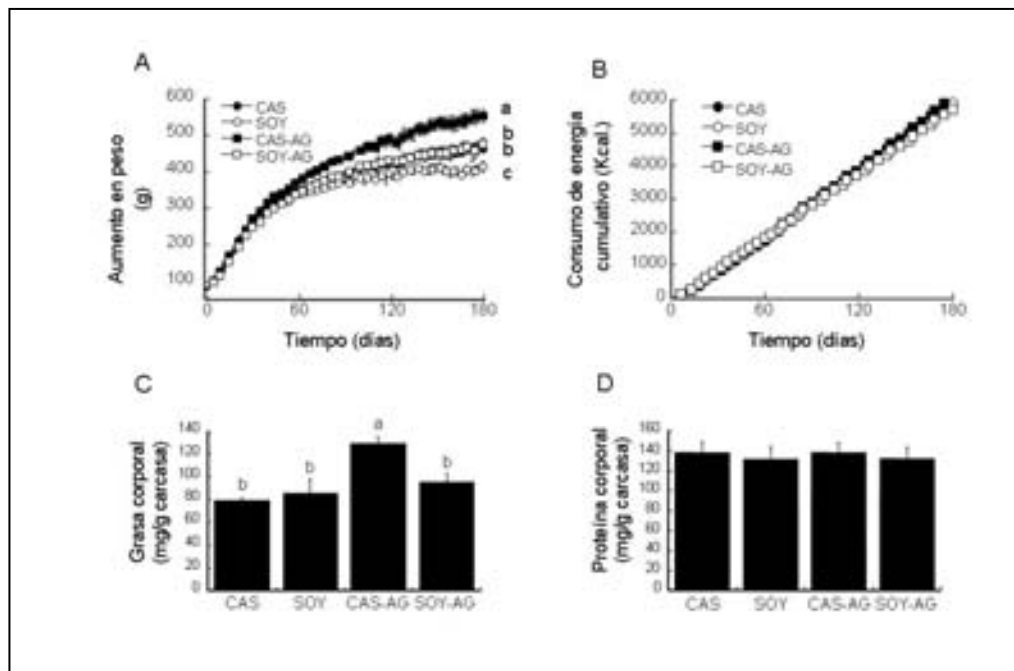 A
Aumento en peso
(g)
600
500
400
300
200
100
CAS
SOY
CAS-AG
SOY-AG
a
b
b
c
0
60
120
180
Tiempo (días)
B
Consumo de energía
cumulativo (Kcal.)
6000
5000
4000
3000
2000
1000
0
CAS
SOY
CAS-AG
SOY-AG
0
60
120
180
Tiempo (días)
C
Grasa corporal
(mg/g carcasa)
140
120
100
80
60
40
20
0
b
b
a
b
CAS
SOY
CAS-AG
SOY-AG
D
Proteína corporal
(mg/g carcasa)
160
140
120
100
80
60
40
20
0
CAS
SOY
CAS-AG
SOY-AG